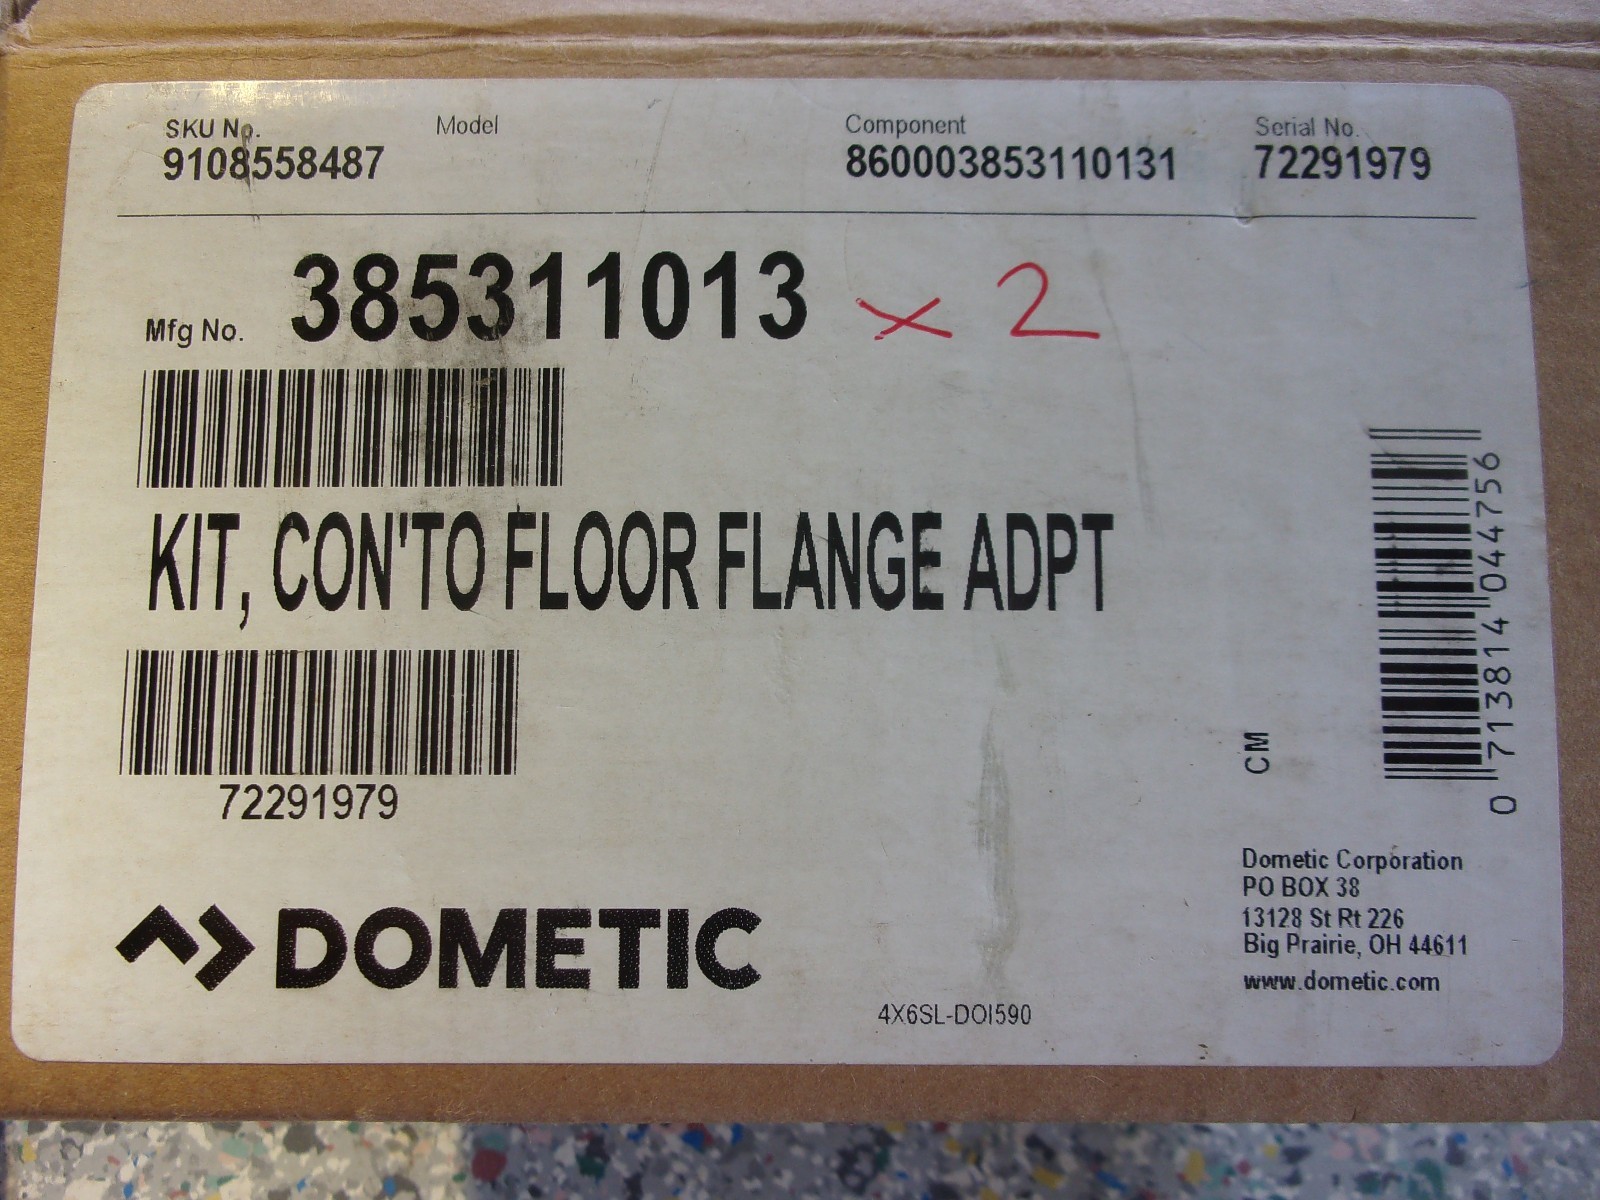 SKU No. Model Component Serial No.
9108558487 860003853110131 72291979
Mfg No. 385311013 x 2
KIT, CON'TO FLOOR FLANGE ADPT
72291979
DOMETIC
4X6SL-DOI590
CM
0 713814 044756
Dometic Corporation
PO BOX 38
13128 St Rt 226
Big Prairie, OH 44611
www.dometic.com